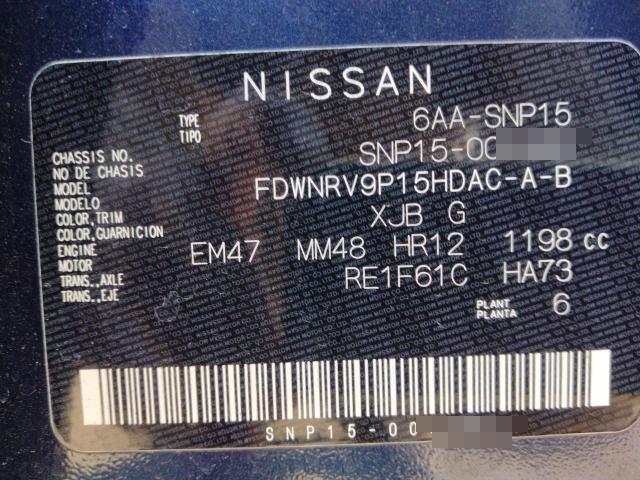 NISSAN
TYPE 6AA-SNP15
TIPO
CHASSIS NO. SNP15-00
NO DE CHASSIS
MODEL FDWNRV9P15HDAC-A-B
MODELO
COLOR,TRIM XJB G
COLOR,GUARNICION
ENGINE EM47 MM48 HR12 1198 cc
MOTOR
TRANS.,AXLE RE1F61C HA73
TRANS.,EJE
PLANT 6
PLANTA
SNP15-00